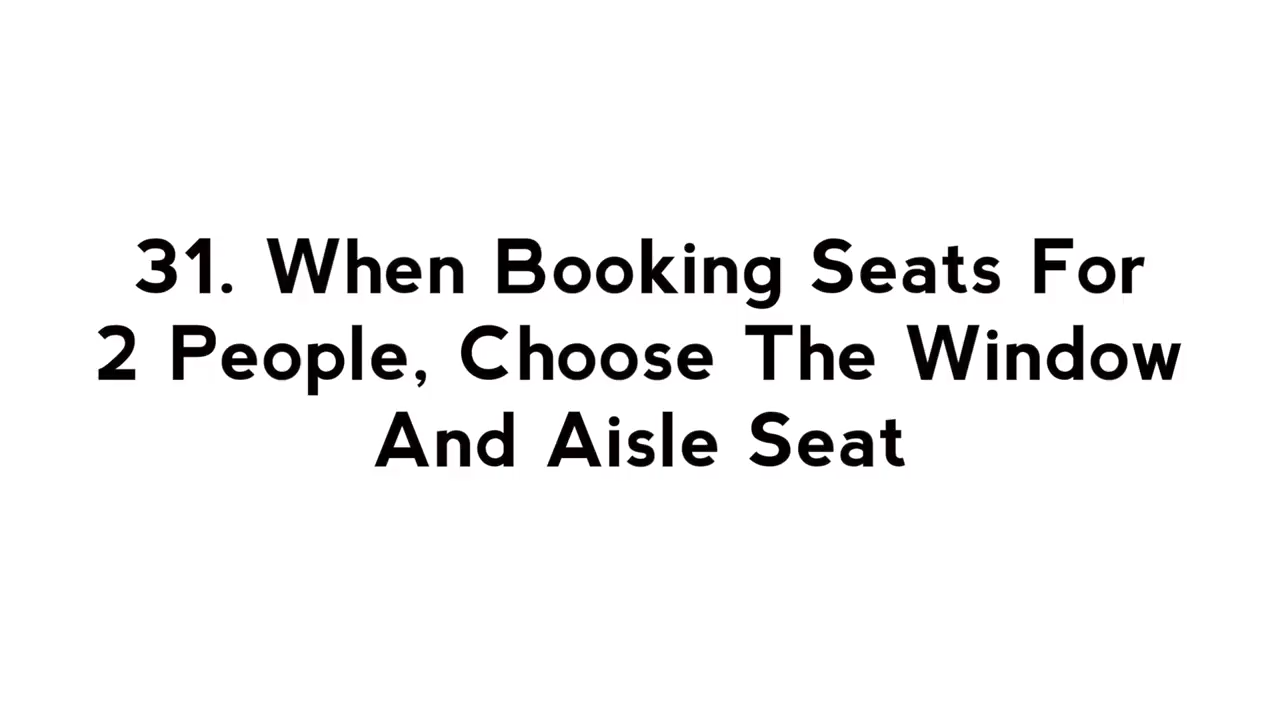 31. When Booking Seats For
2 People, Choose The Window
And Aisle Seat